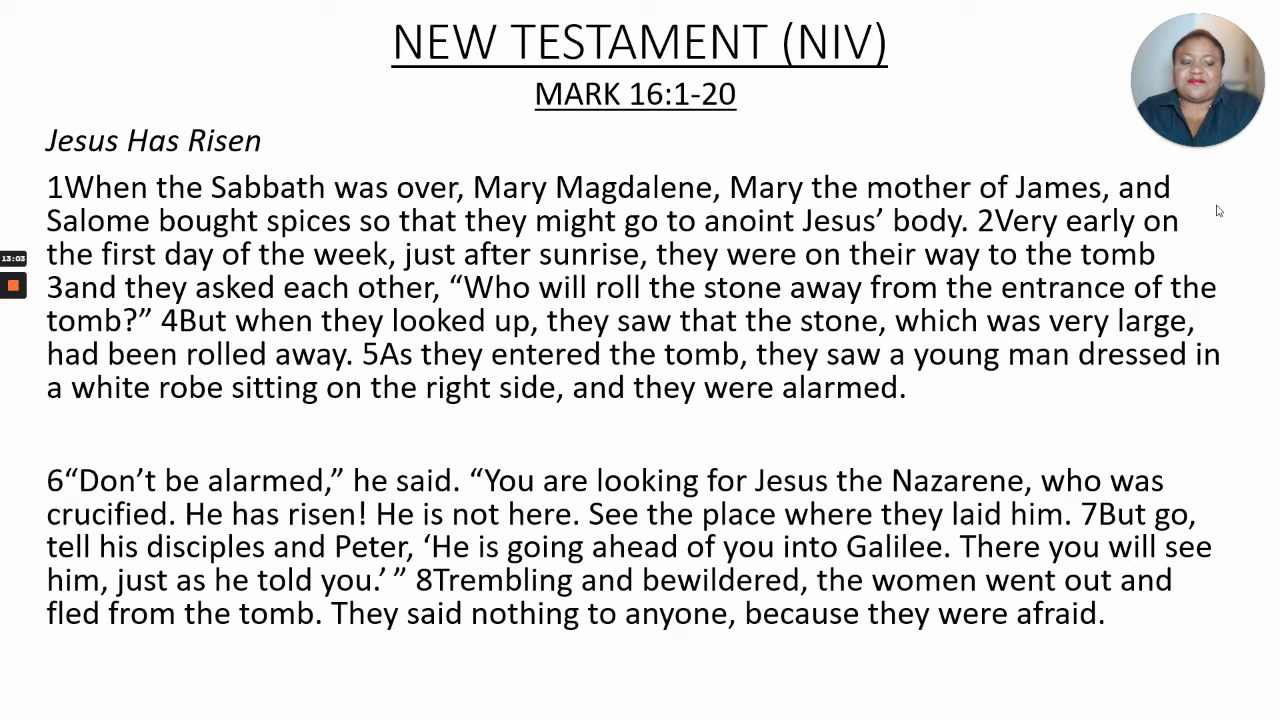 NEW TESTAMENT (NIV)
MARK 16:1-20
Jesus Has Risen
1When the Sabbath was over, Mary Magdalene, Mary the mother of James, and
Salome bought spices so that they might go to anoint Jesus’ body. 2Very early on
the first day of the week, just after sunrise, they were on their way to the tomb
13:03
3and they asked each other, “Who will roll the stone away from the entrance of the
tomb?” 4But when they looked up, they saw that the stone, which was very large,
had been rolled away. 5As they entered the tomb, they saw a young man dressed in
a white robe sitting on the right side, and they were alarmed.
6“Don’t be alarmed,” he said. “You are looking for Jesus the Nazarene, who was
crucified. He has risen! He is not here. See the place where they laid him. 7But go,
tell his disciples and Peter, ‘He is going ahead of you into Galilee. There you will see
him, just as he told you.’ ” 8Trembling and bewildered, the women went out and
fled from the tomb. They said nothing to anyone, because they were afraid.